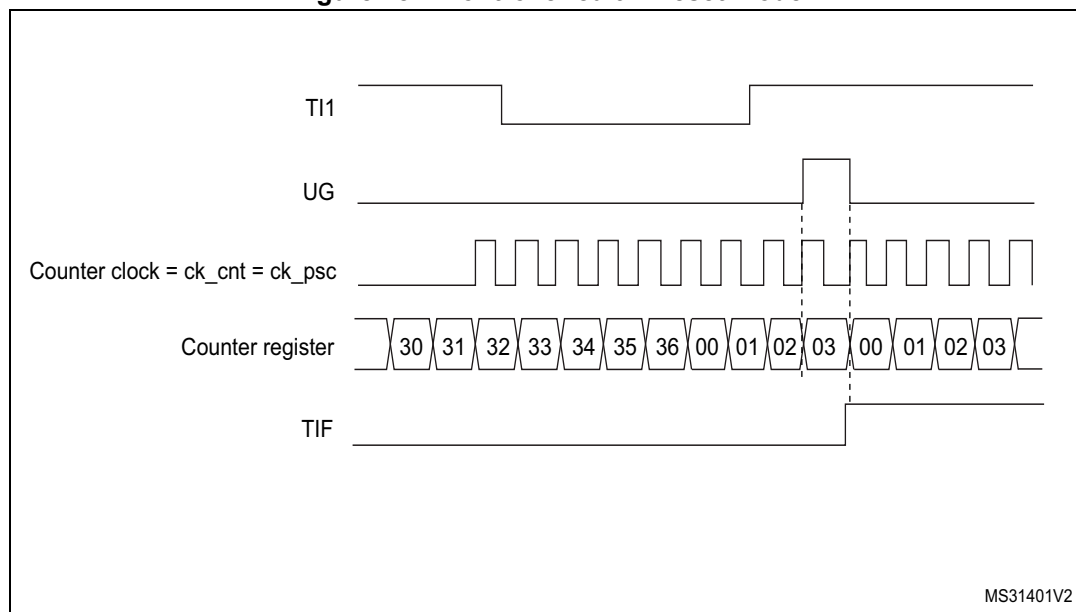 TI1
UG
Counter clock = ck_cnt = ck_psc
Counter register 30 31 32 33 34 35 36 00 01 02 03 00 01 02 03
TIF
MS31401V2